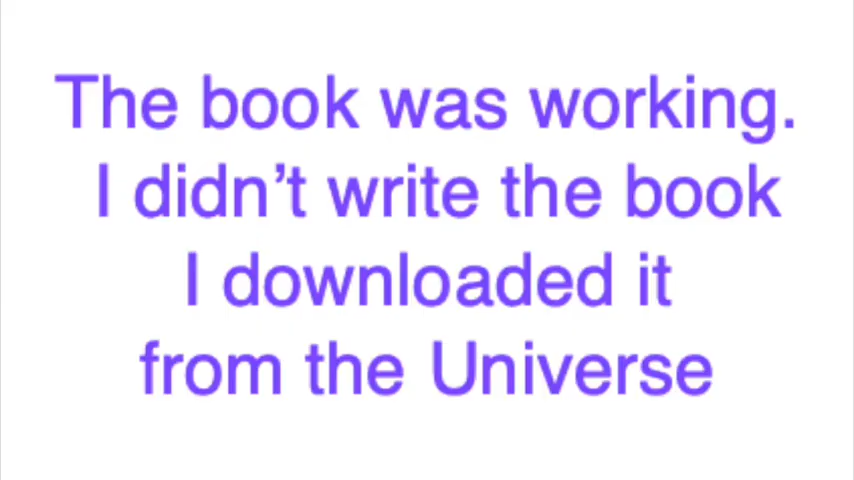 The book was working.
I didn’t write the book
I downloaded it
from the Universe